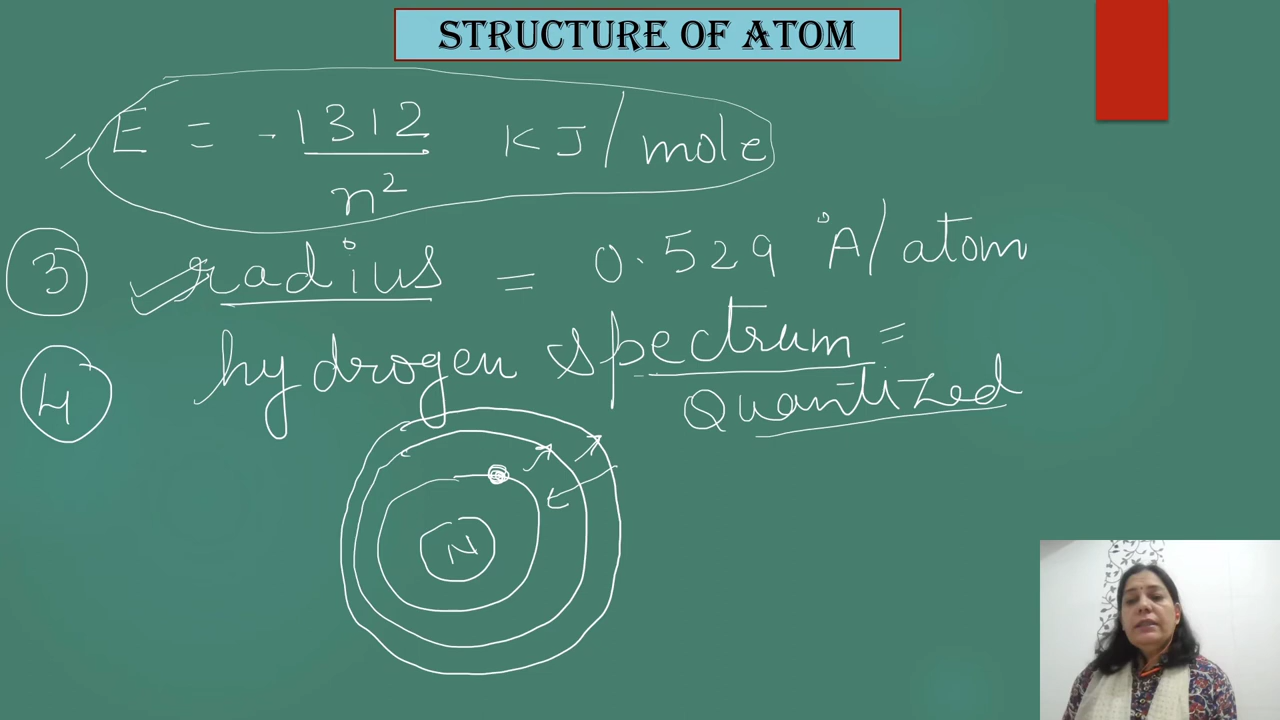 STRUCTURE OF ATOM
E = -1312/n² KJ/mole
3 radius = 0.529 °A/atom
4 hydrogen spectrum =
Quantized
N